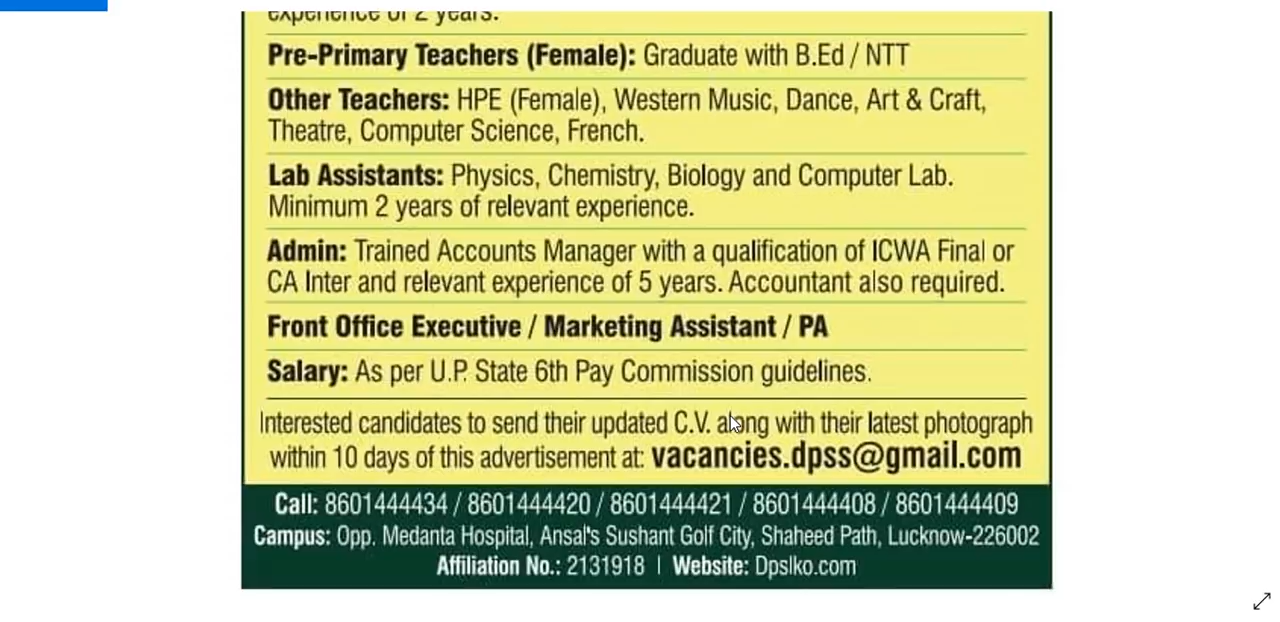 experience of 2 years.
Pre-Primary Teachers (Female): Graduate with B.Ed / NTT
Other Teachers: HPE (Female), Western Music, Dance, Art & Craft,
Theatre, Computer Science, French.
Lab Assistants: Physics, Chemistry, Biology and Computer Lab.
Minimum 2 years of relevant experience.
Admin: Trained Accounts Manager with a qualification of ICWA Final or
CA Inter and relevant experience of 5 years. Accountant also required.
Front Office Executive / Marketing Assistant / PA
Salary: As per U.P. State 6th Pay Commission guidelines.
Interested candidates to send their updated C.V. along with their latest photograph
within 10 days of this advertisement at: vacancies.dpss@gmail.com
Call: 8601444434 / 8601444420 / 8601444421 / 8601444408 / 8601444409
Campus: Opp. Medanta Hospital, Ansal's Sushant Golf City, Shaheed Path, Lucknow-226002
Affiliation No.: 2131918 | Website: Dpslko.com